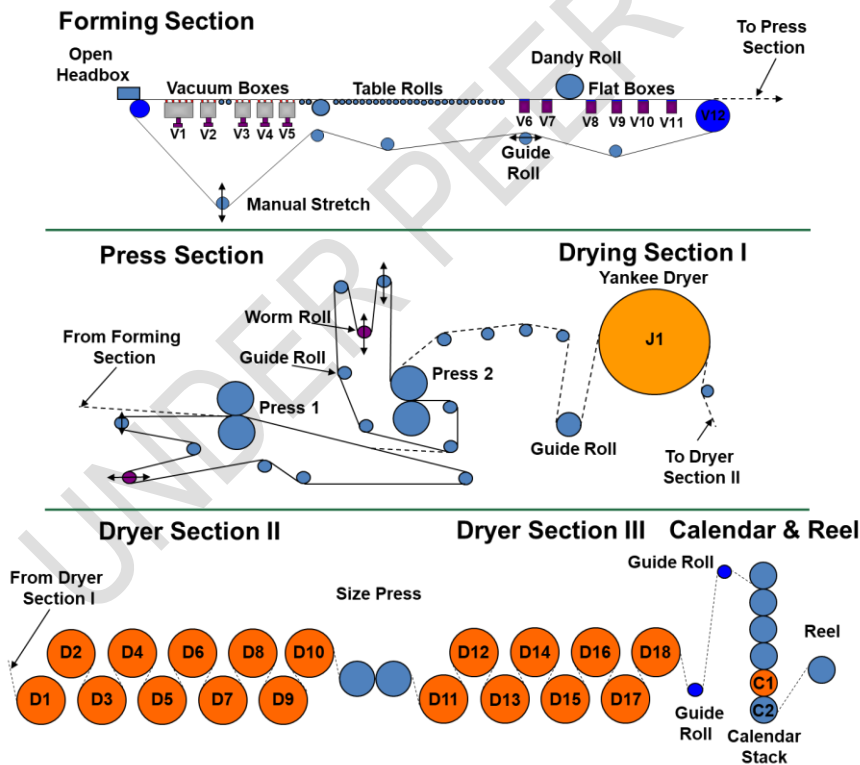 Forming Section
Open
Headbox
Vacuum Boxes
Table Rolls
Dandy Roll
Flat Boxes
To Press
Section
V1
V2
V3
V4
V5
V6
V7
V8
V9
V10
V11
V12
Guide
Roll
Manual Stretch
Press Section
Drying Section I
Yankee Dryer
From Forming
Section
Worm Roll
Guide Roll
Press 1
Press 2
J1
Guide Roll
To Dryer
Section II
Dryer Section II
Dryer Section III
Calendar & Reel
From Dryer
Section I
Size Press
Guide Roll
Reel
D2
D4
D6
D8
D10
D12
D14
D16
D18
D1
D3
D5
D7
D9
D11
D13
D15
D17
C1
C2
Guide
Roll
Calendar
Stack
UNDER PEER